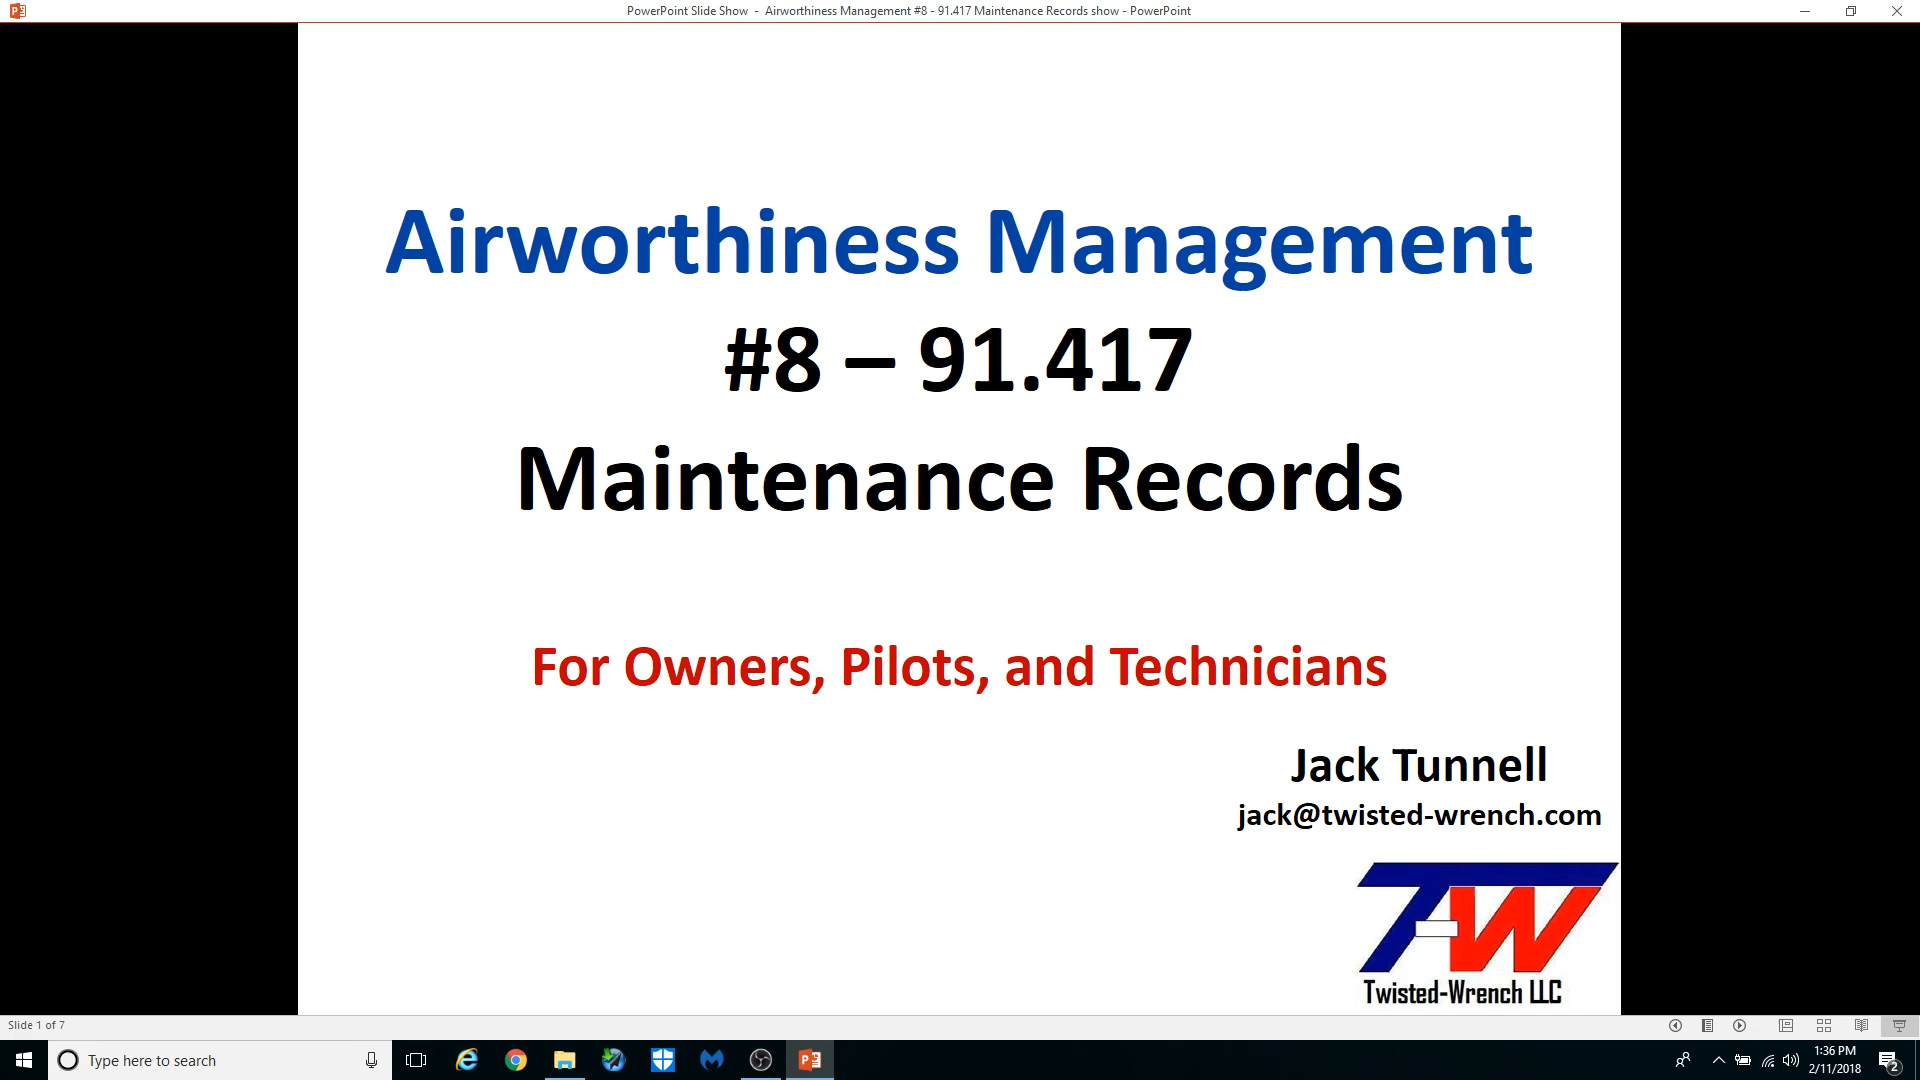 PowerPoint Slide Show - Airworthiness Management #8 - 91.417 Maintenance Records show - PowerPoint
Airworthiness Management
#8 – 91.417
Maintenance Records
For Owners, Pilots, and Technicians
Jack Tunnell
jack@twisted-wrench.com
T-W
Twisted-Wrench LLC
Slide 1 of 7
Type here to search
1:36 PM
2/11/2018
2